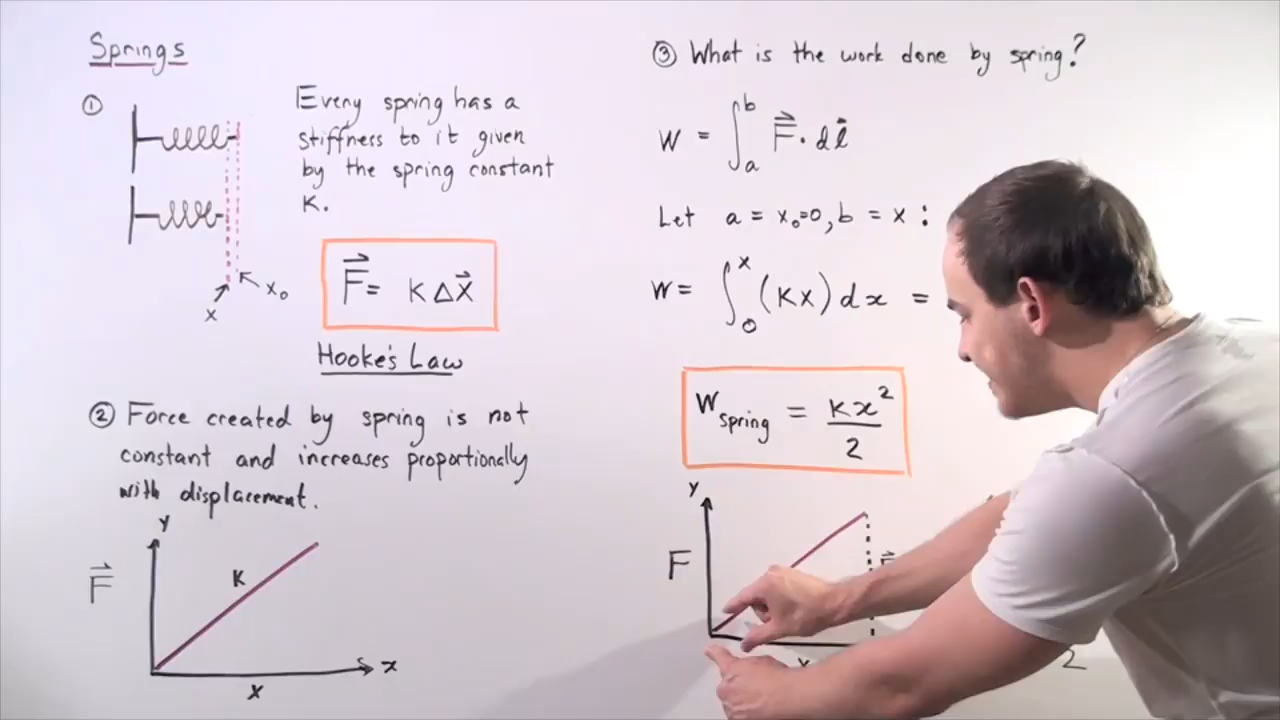 Springs
①
Every spring has a
stiffness to it given
by the spring constant
K.
x
x₀
F⃗ = K Δx⃗
Hooke's Law
② Force created by spring is not
constant and increases proportionally
with displacement.
y
F⃗
K
x
x
③ What is the work done by spring?
W = ∫ₐᵇ F⃗ · dl⃗
Let a = x₀=0, b = x :
W = ∫₀ˣ (Kx) dx =
W spring = Kx²/2
y
F
2